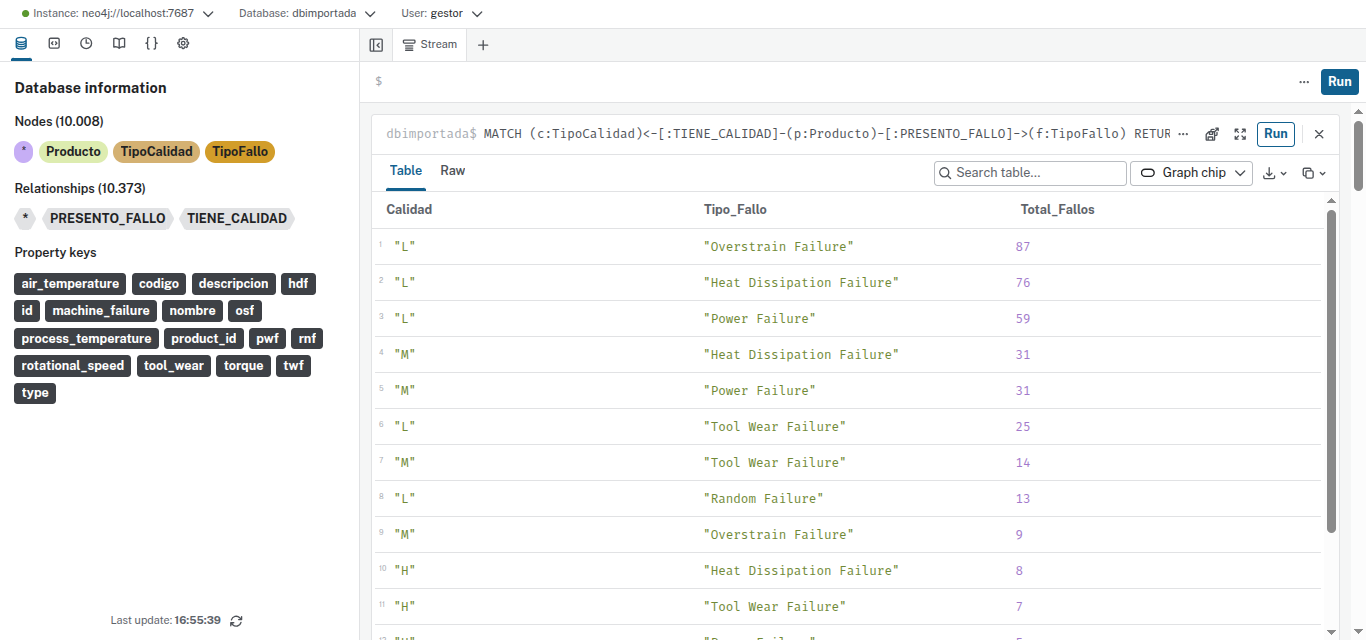 Instance: neo4j://localhost:7687 Database: dbimportada User: gestor
Stream
Database information
Nodes (10.008)
* Producto TipoCalidad TipoFallo
Relationships (10.373)
* PRESENTO_FALLO TIENE_CALIDAD
Property keys
air_temperature codigo descripcion hdf
id machine_failure nombre osf
process_temperature product_id pwf rnf
rotational_speed tool_wear torque twf
type
Last update: 16:55:39
$ ... Run
dbimportada$ MATCH (c:TipoCalidad)<-[:TIENE_CALIDAD]-(p:Producto)-[:PRESENTO_FALLO]->(f:TipoFallo) RETUR ... Run
Table Raw Search table... Graph chip
Calidad Tipo_Fallo Total_Fallos
1 "L" "Overstrain Failure" 87
2 "L" "Heat Dissipation Failure" 76
3 "L" "Power Failure" 59
4 "M" "Heat Dissipation Failure" 31
5 "M" "Power Failure" 31
6 "L" "Tool Wear Failure" 25
7 "M" "Tool Wear Failure" 14
8 "L" "Random Failure" 13
9 "M" "Overstrain Failure" 9
10 "H" "Heat Dissipation Failure" 8
11 "H" "Tool Wear Failure" 7